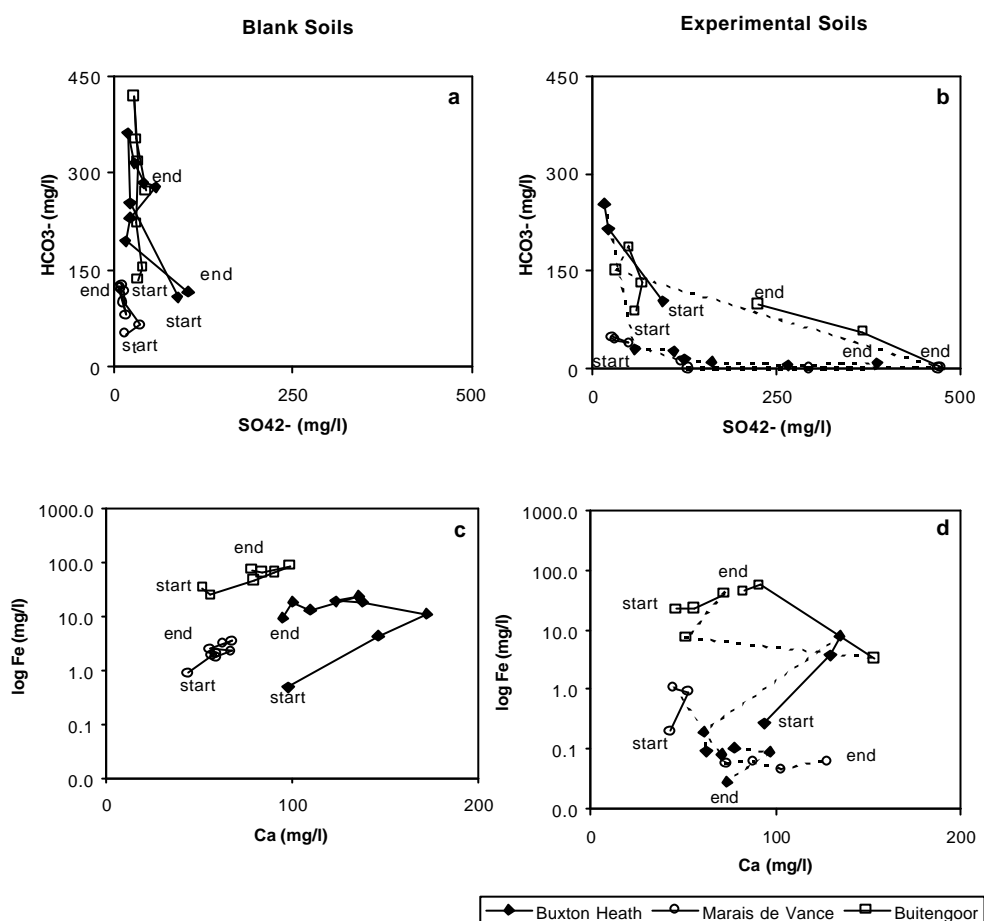 Blank Soils
Experimental Soils
450
300
150
0
HCO3- (mg/l)
a
end
end
end
start
start
start
0
250
500
SO42- (mg/l)
450
300
150
0
HCO3- (mg/l)
b
end
start
start
start
end
end
0
250
500
SO42- (mg/l)
1000.0
100.0
10.0
1.0
0.1
0.0
log Fe (mg/l)
c
end
start
end
start
end
start
0
100
200
Ca (mg/l)
1000.0
100.0
10.0
1.0
0.1
0.0
log Fe (mg/l)
d
end
start
start
start
end
end
0
100
200
Ca (mg/l)
Buxton Heath
Marais de Vance
Buitengoor